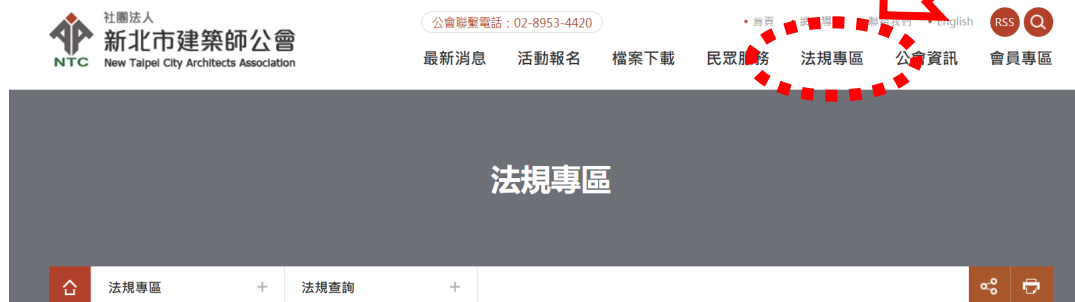 社團法人
新北市建築師公會
NTC New Taipei City Architects Association
公會聯繫電話：02-8953-4420
• 首頁 • English RSS
最新消息 活動報名 檔案下載 民眾服務 法規專區 公會資訊 會員專區
法規專區
法規專區 + 法規查詢 +